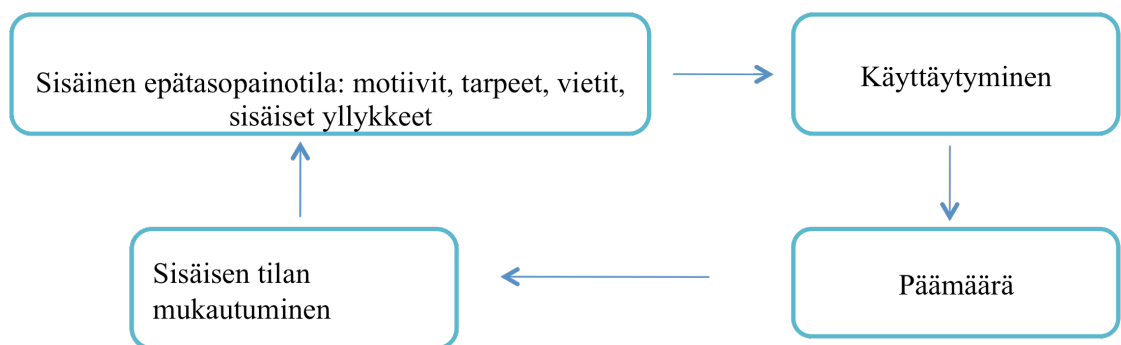 Sisäinen epätasopainotila: motiivit, tarpeet, vietit,
sisäiset yllykkeet
Käyttäytyminen
Päämäärä
Sisäisen tilan
mukautuminen